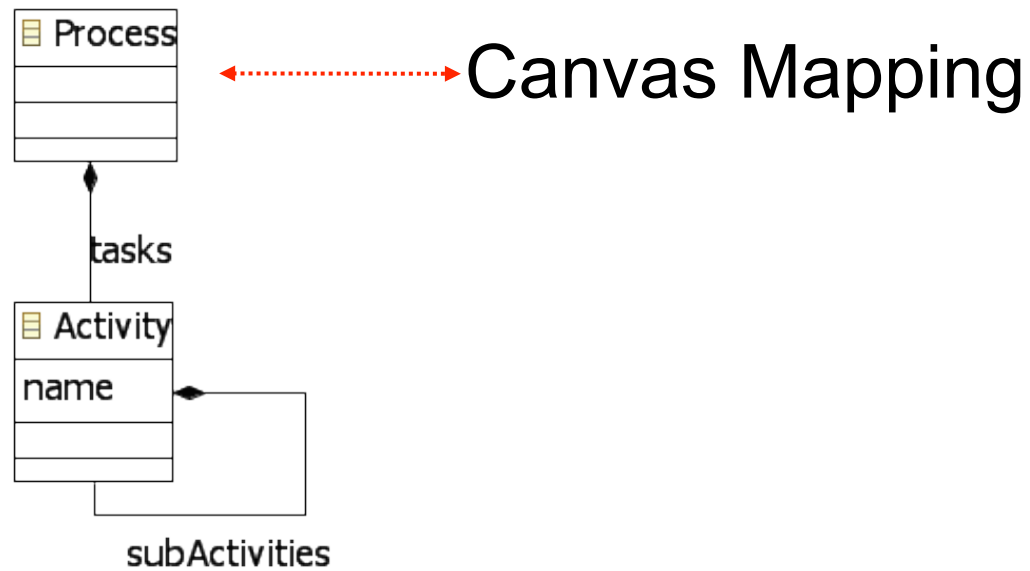 Process
Canvas Mapping
tasks
Activity
name
subActivities